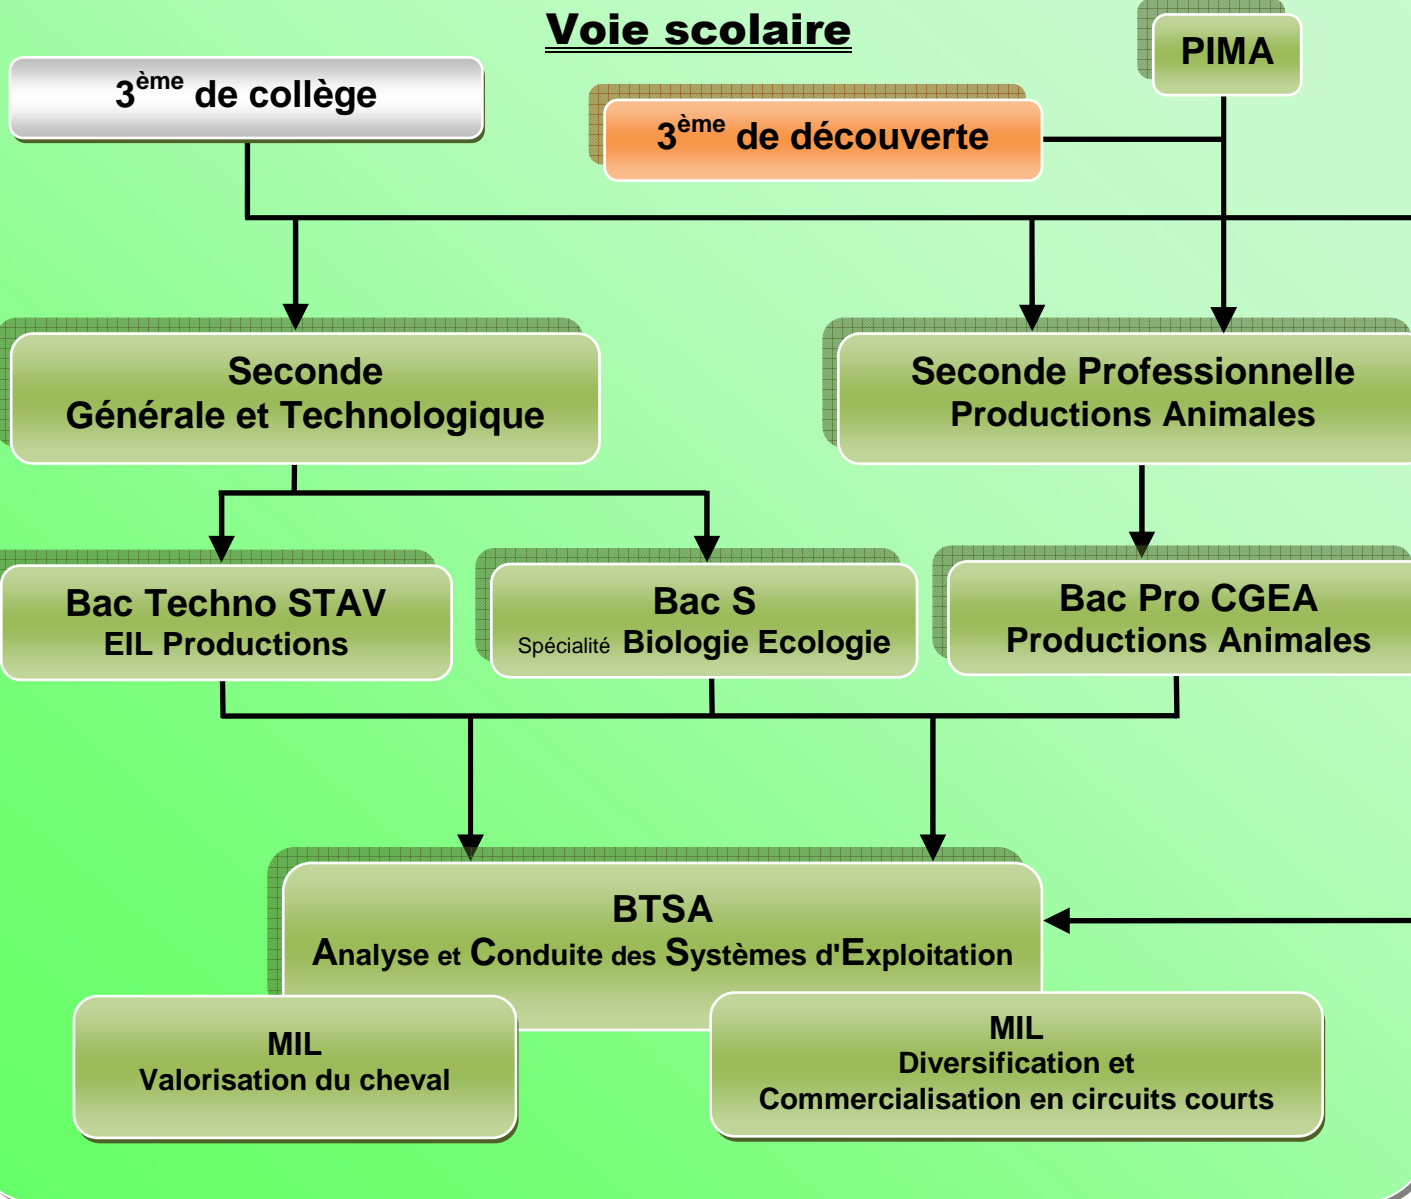 Voie scolaire
PIMA
3ème de collège
3ème de découverte
Seconde
Générale et Technologique
Seconde Professionnelle
Productions Animales
Bac Techno STAV
EIL Productions
Bac S
Spécialité Biologie Ecologie
Bac Pro CGEA
Productions Animales
BTSA
Analyse et Conduite des Systèmes d'Exploitation
MIL
Valorisation du cheval
MIL
Diversification et
Commercialisation en circuits courts